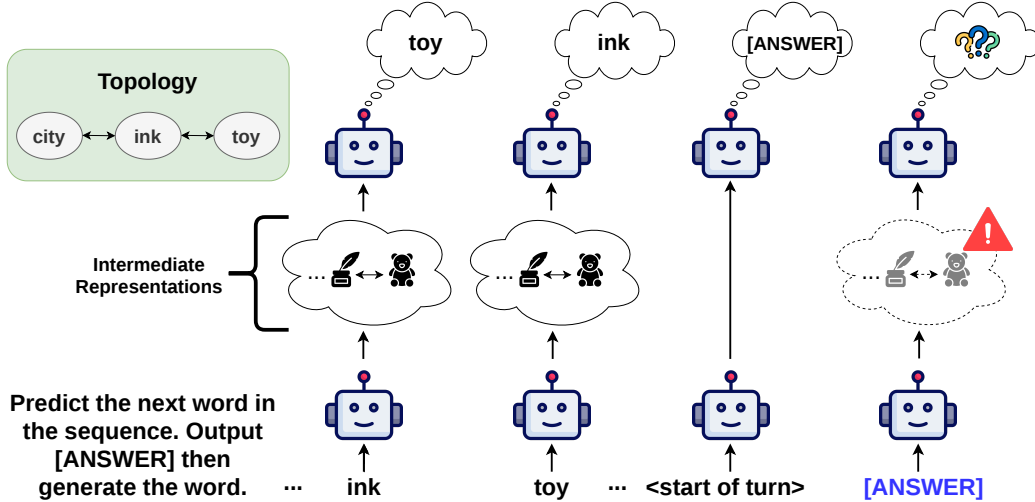 toy
ink
[ANSWER]
???
Topology
city
ink
toy
Intermediate
Representations
...
...
...
!
Predict the next word in
the sequence. Output
[ANSWER] then
generate the word.
... ink
toy ... <start of turn>
[ANSWER]